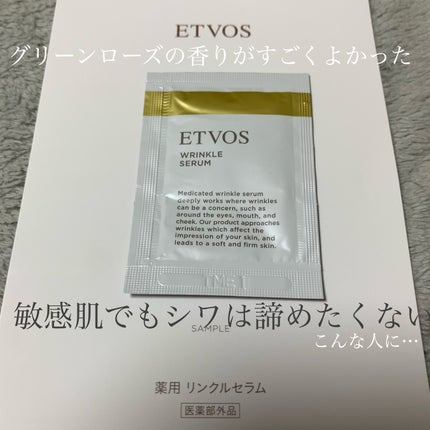 ETVOS
グリーンローズの香りがすごくよかった
ETVOS
WRINKLE
SERUM
Medicated wrinkle serum
deeply works where wrinkles
can be a concern, such as
around the eyes, mouth, and
cheek. Our product approaches
wrinkles which affect the
impression of your skin, and
leads to a soft and firm skin.
敏感肌でもシワは諦めたくない
SAMPLE
こんな人に…
薬用 リンクルセラム
医薬部外品